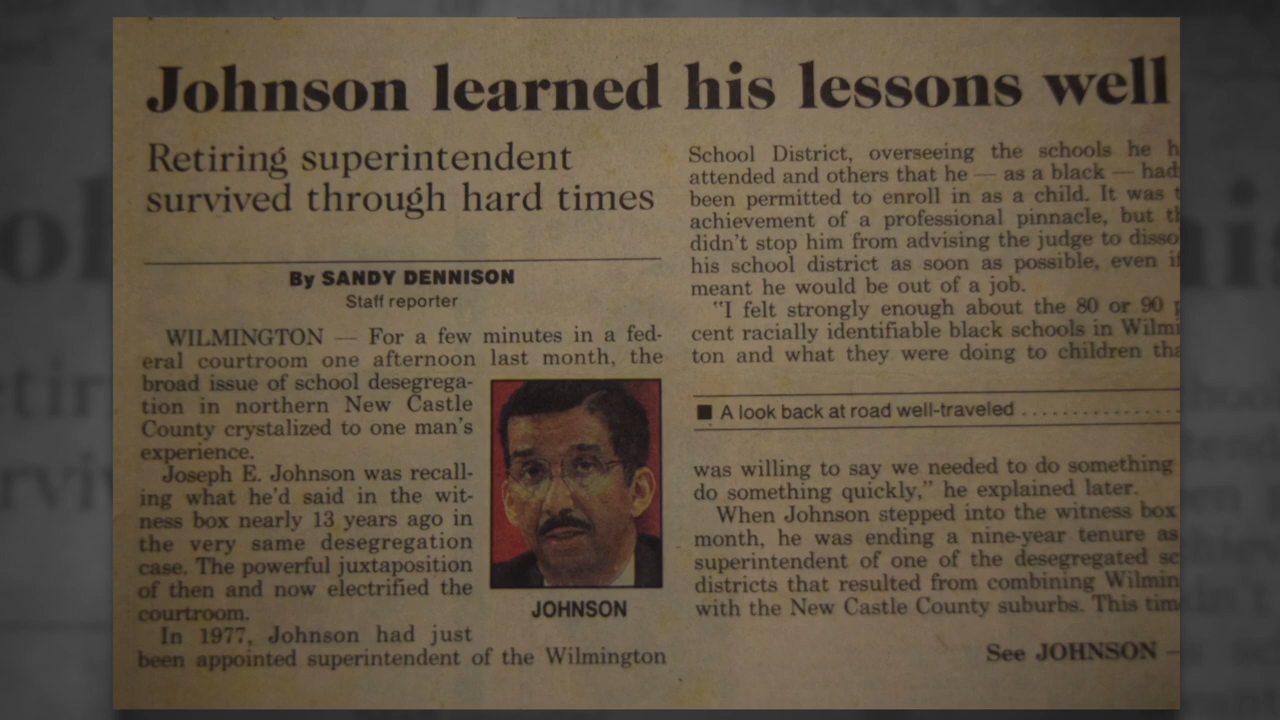 Johnson learned his lessons well
Retiring superintendent
survived through hard times
By SANDY DENNISON
Staff reporter
WILMINGTON — For a few minutes in a fed-
eral courtroom one afternoon last month, the
broad issue of school desegrega-
tion in northern New Castle
County crystalized to one man's
experience.
Joseph E. Johnson was recall-
ing what he'd said in the wit-
ness box nearly 13 years ago in
the very same desegregation
case. The powerful juxtaposition
of then and now electrified the
courtroom.
In 1977, Johnson had just
been appointed superintendent of the Wilmington
JOHNSON
School District, overseeing the schools he
attended and others that he — as a black — had
been permitted to enroll in as a child. It was
achievement of a professional pinnacle, but
didn't stop him from advising the judge to
his school district as soon as possible, even
meant he would be out of a job.
"I felt strongly enough about the 80 or 90
cent racially identifiable black schools in
ton and what they were doing to children
■ A look back at road well-traveled ..........
was willing to say we needed to do something
do something quickly," he explained later.
When Johnson stepped into the witness box
month, he was ending a nine-year tenure as
superintendent of one of the desegregated
districts that resulted from combining
with the New Castle County suburbs. This
See JOHNSON —